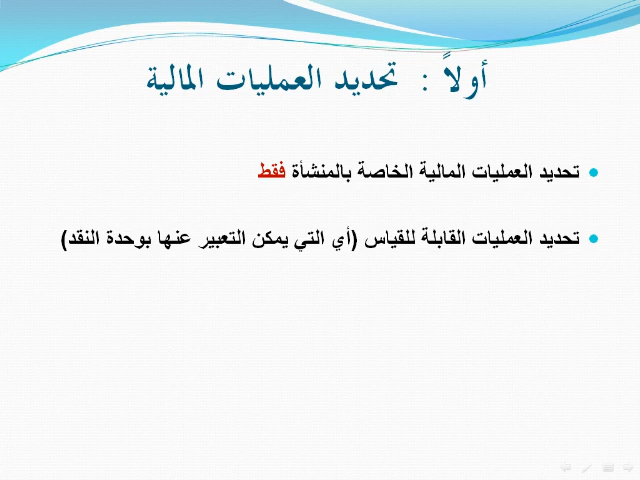 أولاً : تحديد العمليات المالية
تحديد العمليات المالية الخاصة بالمنشأة فقط
تحديد العمليات القابلة للقياس (أي التي يمكن التعبير عنها بوحدة النقد)